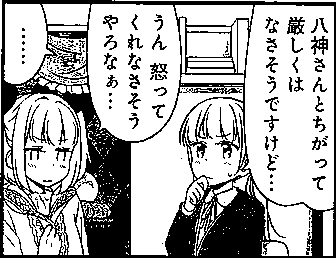 八神さんとちがって
厳しくは
なさそうですけど…
うん 怒って
くれなさそう
やろなぁ…
……